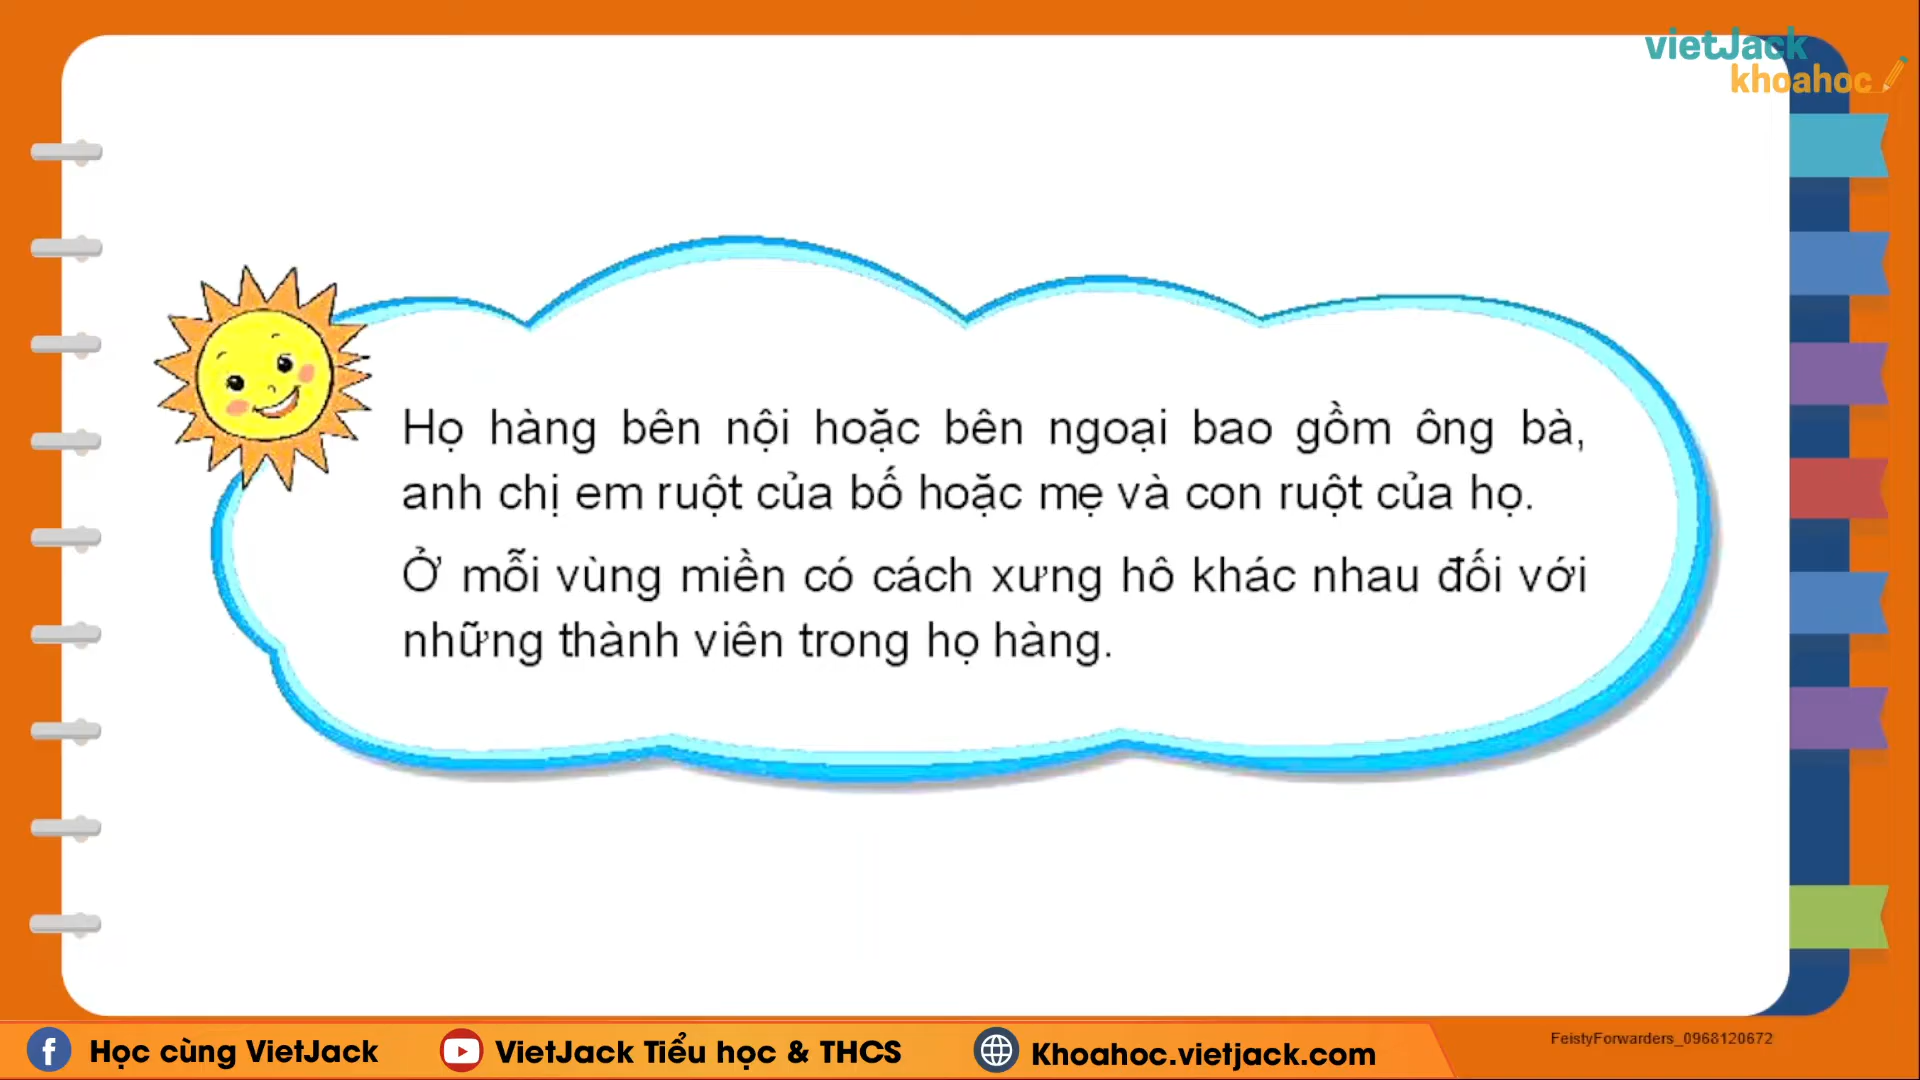 vietJack
khoahoc
Họ hàng bên nội hoặc bên ngoại bao gồm ông bà,
anh chị em ruột của bố hoặc mẹ và con ruột của họ.
Ở mỗi vùng miền có cách xưng hô khác nhau đối với
những thành viên trong họ hàng.
Học cùng VietJack
VietJack Tiểu học & THCS
Khoahoc.vietjack.com
FeistyForwarders_0968120672